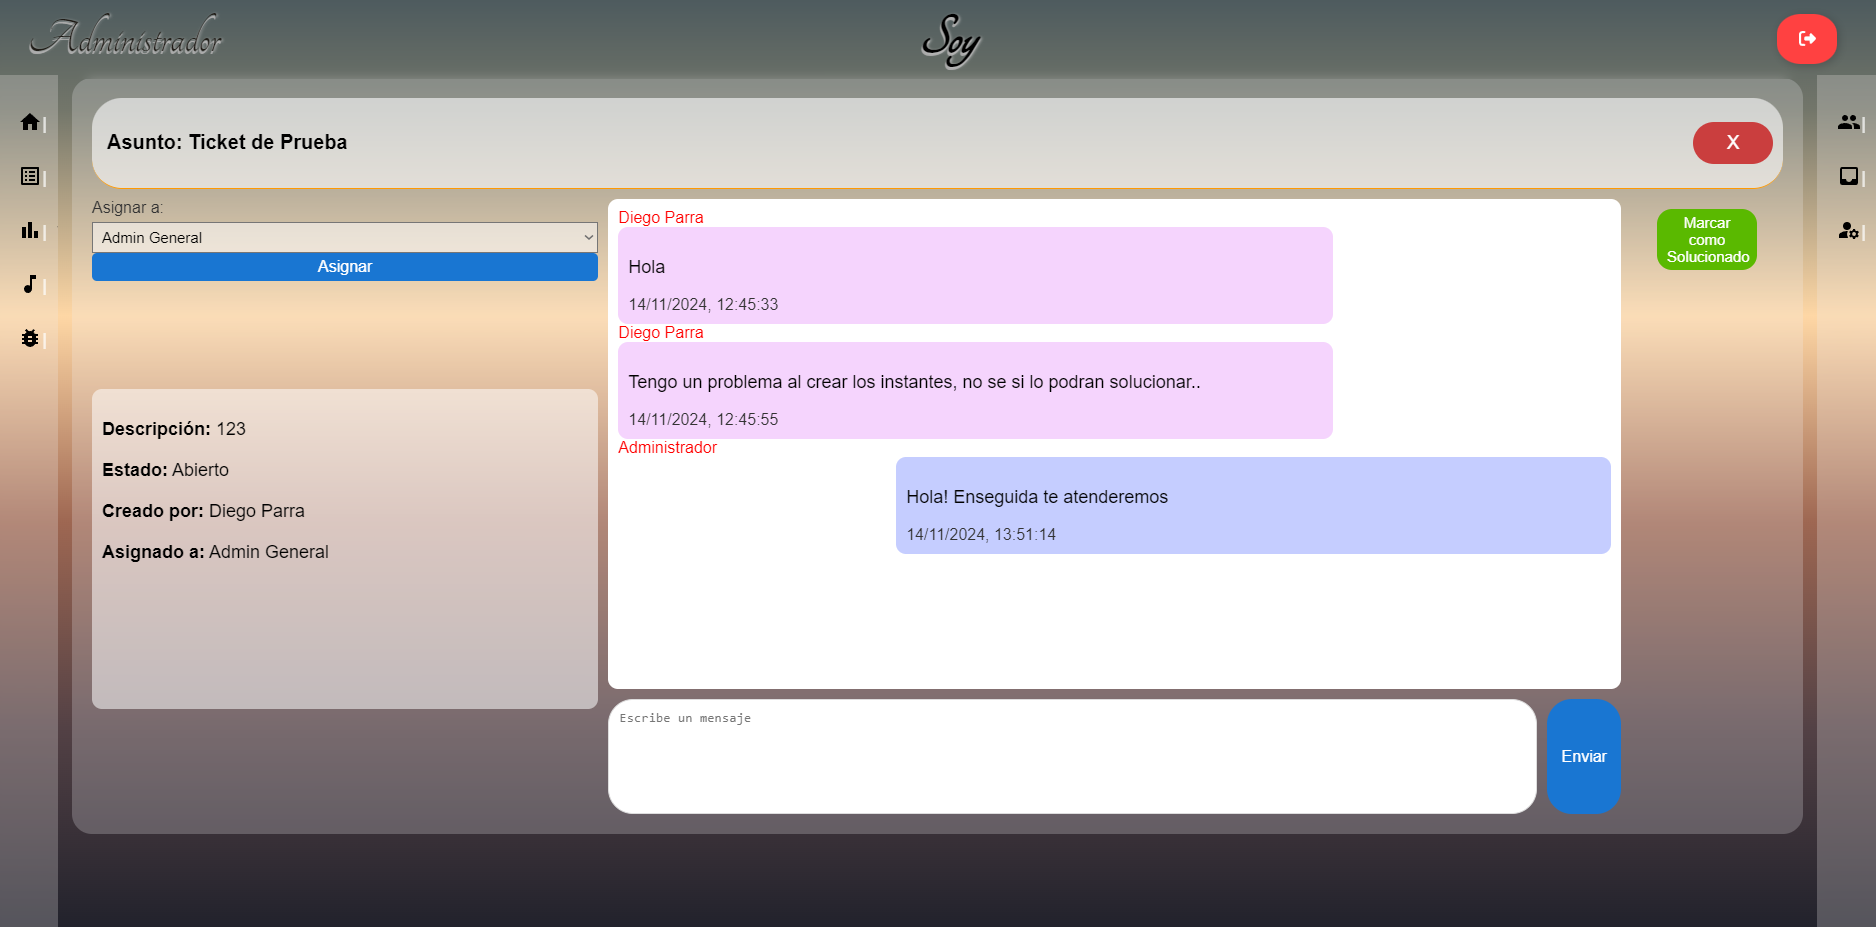 Administrador
Soy
Asunto: Ticket de Prueba
X
Asignar a:
Admin General
Asignar
Descripción: 123
Estado: Abierto
Creado por: Diego Parra
Asignado a: Admin General
Diego Parra
Hola
14/11/2024, 12:45:33
Diego Parra
Tengo un problema al crear los instantes, no se si lo podran solucionar..
14/11/2024, 12:45:55
Administrador
Hola! Enseguida te atenderemos
14/11/2024, 13:51:14
Escribe un mensaje
Enviar
Marcar
como
Solucionado